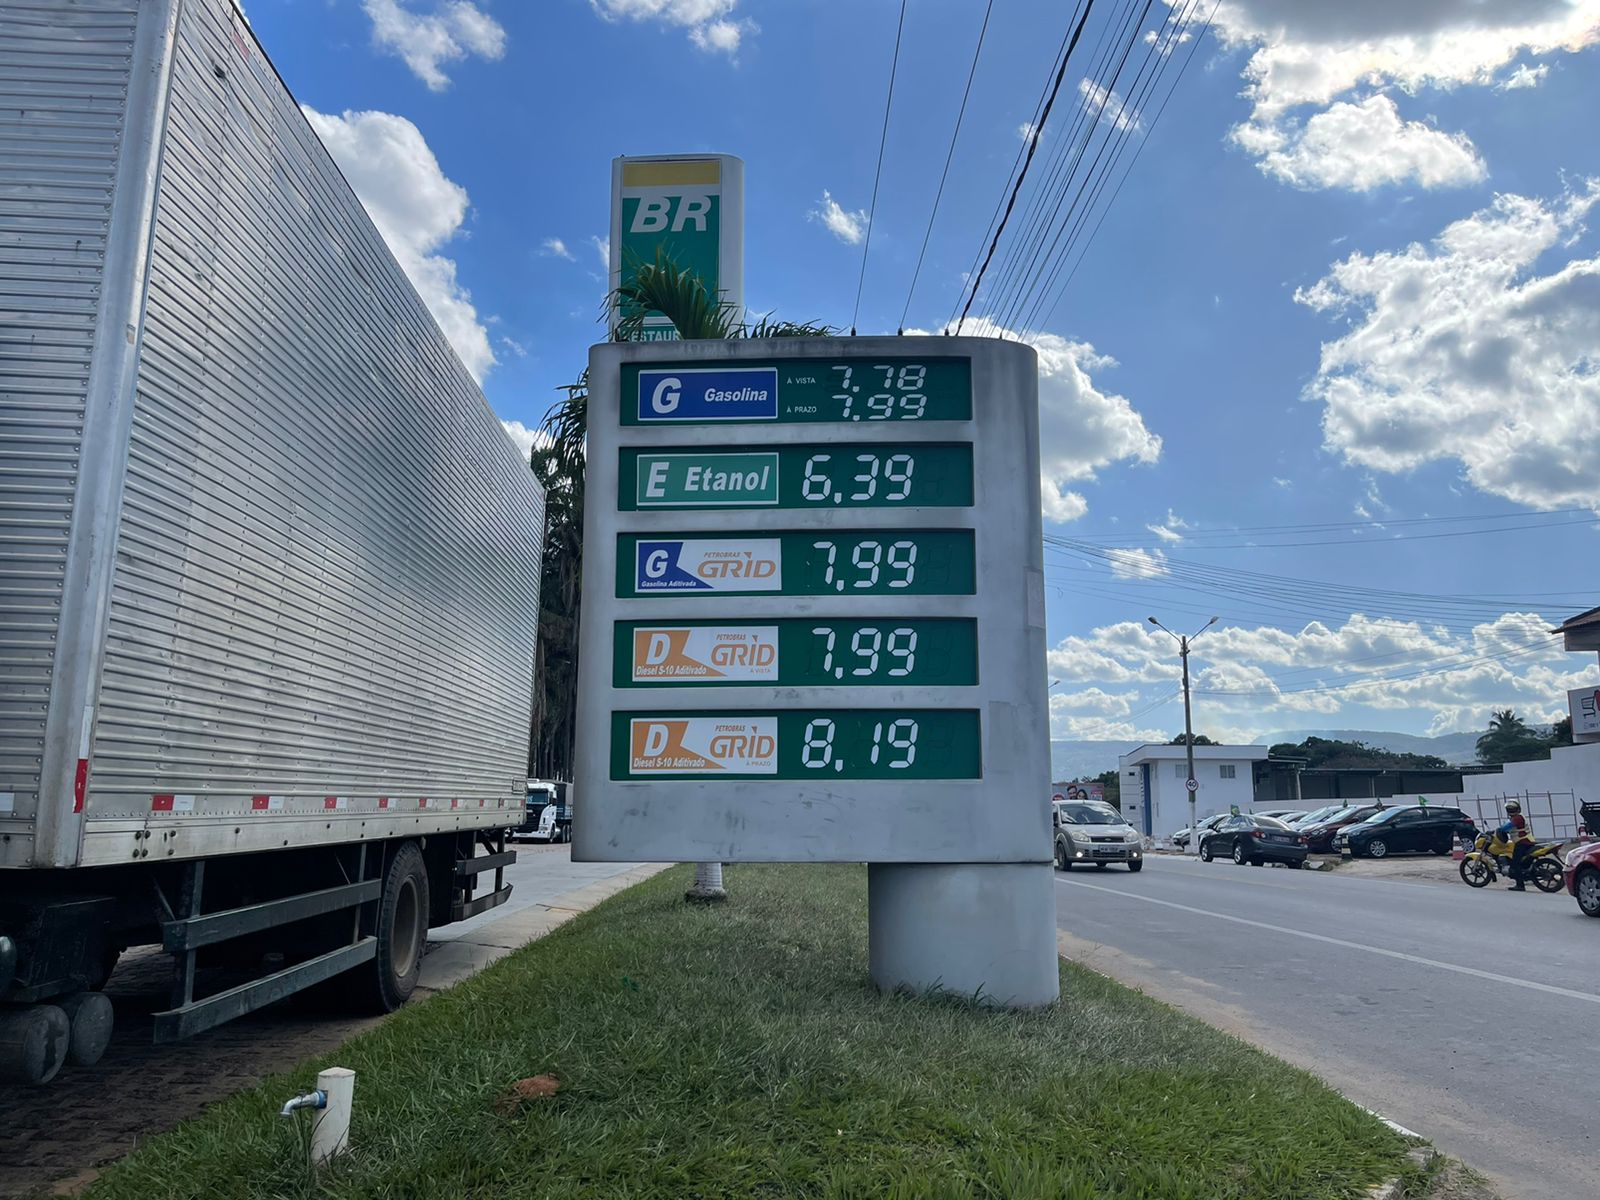 BR
G Gasolina À VISTA 7,78
À PRAZO 7,99
E Etanol 6,39
G PETROBRAS GRID 7,99
Gasolina Aditivada
D PETROBRAS GRID 7,99
Diesel S-10 Aditivado À VISTA
D PETROBRAS GRID 8,19
Diesel S-10 Aditivado À PRAZO
40